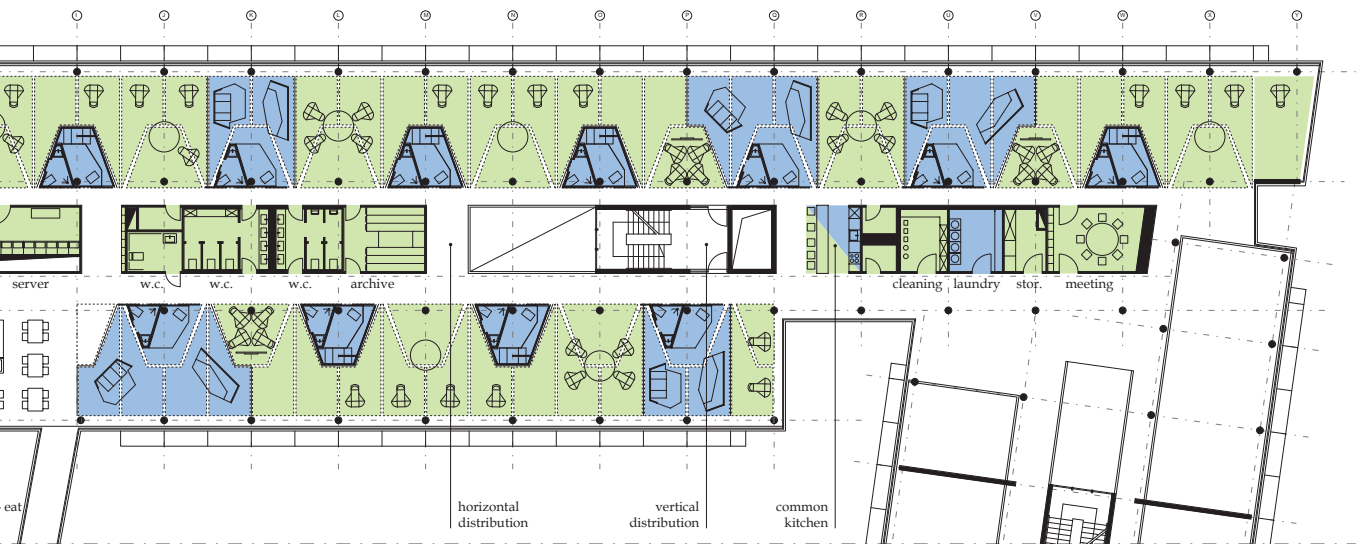 I J K L M N O P Q R U V W X Y
server w.c. w.c. w.c. archive cleaning laundry stor. meeting
eat
horizontal
distribution
vertical
distribution
common
kitchen